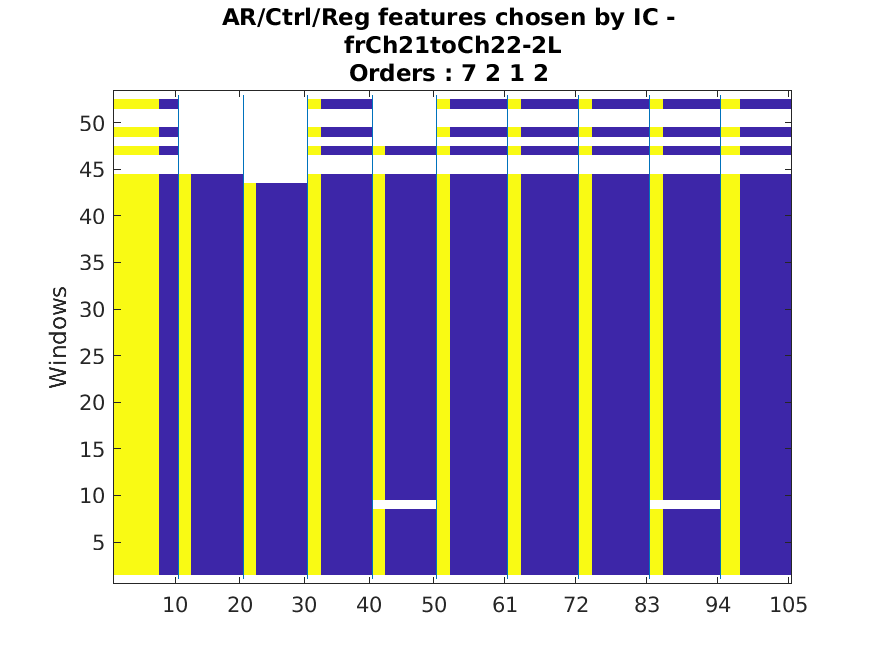 AR/Ctrl/Reg features chosen by IC -
frCh21toCh22-2L
Orders : 7 2 1 2
50
45
40
35
30
25
20
15
10
5
Windows
10 20 30 40 50 61 72 83 94 105